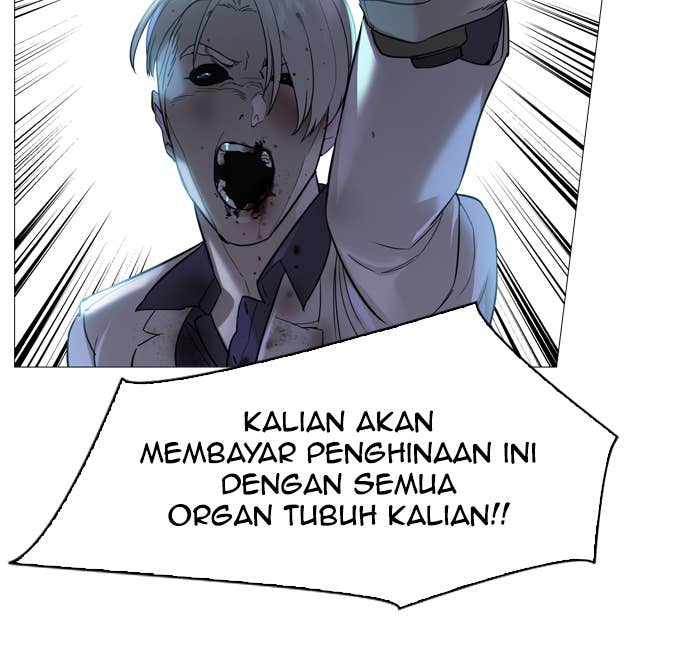 KALIAN AKAN
MEMBAYAR PENGHINAAN INI
DENGAN SEMUA
ORGAN TUBUH KALIAN!!